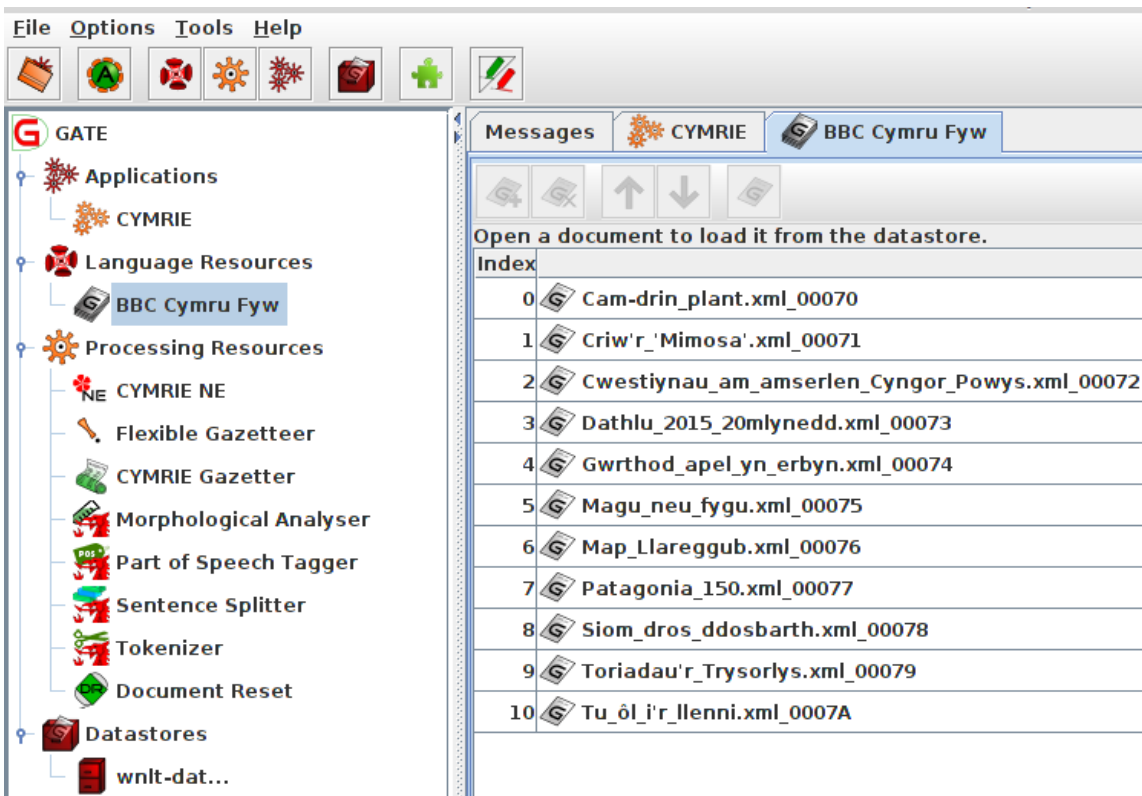 File Options Tools Help
GATE
Applications
CYMRIE
Language Resources
BBC Cymru Fyw
Processing Resources
NE CYMRIE NE
Flexible Gazetteer
CYMRIE Gazetter
Morphological Analyser
POS Part of Speech Tagger
Sentence Splitter
Tokenizer
DR Document Reset
Datastores
wnlt-dat...
Messages CYMRIE BBC Cymru Fyw
Open a document to load it from the datastore.
Index
0 Cam-drin_plant.xml_00070
1 Criw'r_'Mimosa'.xml_00071
2 Cwestiynau_am_amserlen_Cyngor_Powys.xml_00072
3 Dathlu_2015_20mlynedd.xml_00073
4 Gwrthod_apel_yn_erbyn.xml_00074
5 Magu_neu_fygu.xml_00075
6 Map_Llareggub.xml_00076
7 Patagonia_150.xml_00077
8 Siom_dros_ddosbarth.xml_00078
9 Toriadau'r_Trysorlys.xml_00079
10 Tu_ôl_i'r_llenni.xml_0007A